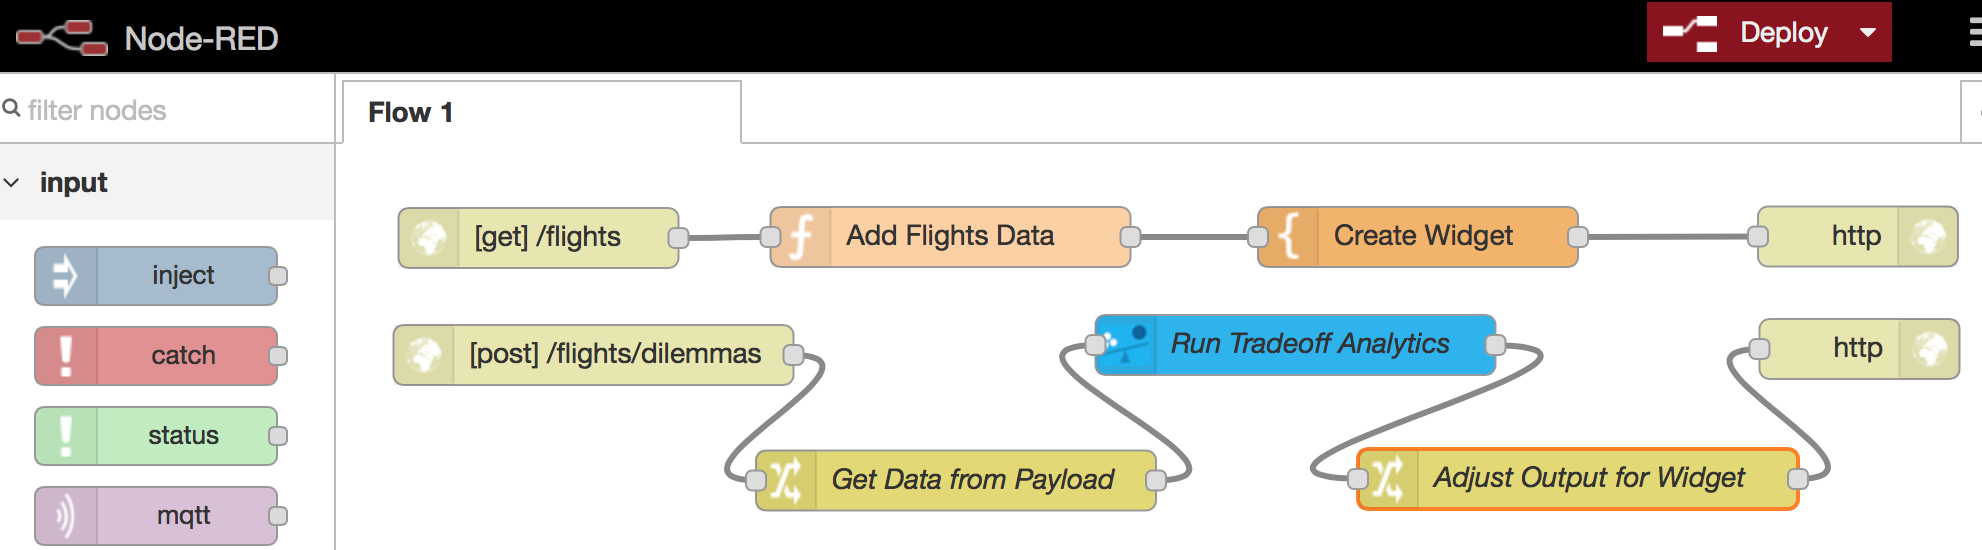 Node-RED
Deploy
filter nodes
Flow 1
input
inject
catch
status
mqtt
[get] /flights
Add Flights Data
Create Widget
http
[post] /flights/dilemmas
Run Tradeoff Analytics
http
Get Data from Payload
Adjust Output for Widget